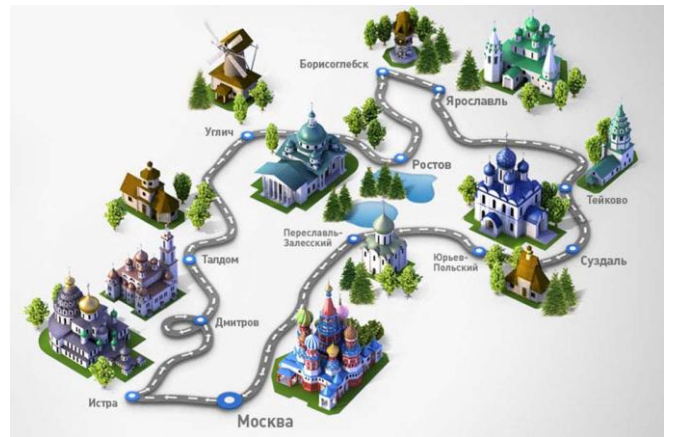 Борисоглебск
Ярославль
Углич
Ростов
Тейково
Переславль-
Залесский
Юрьев-
Польский
Суздаль
Талдом
Дмитров
Истра
Москва